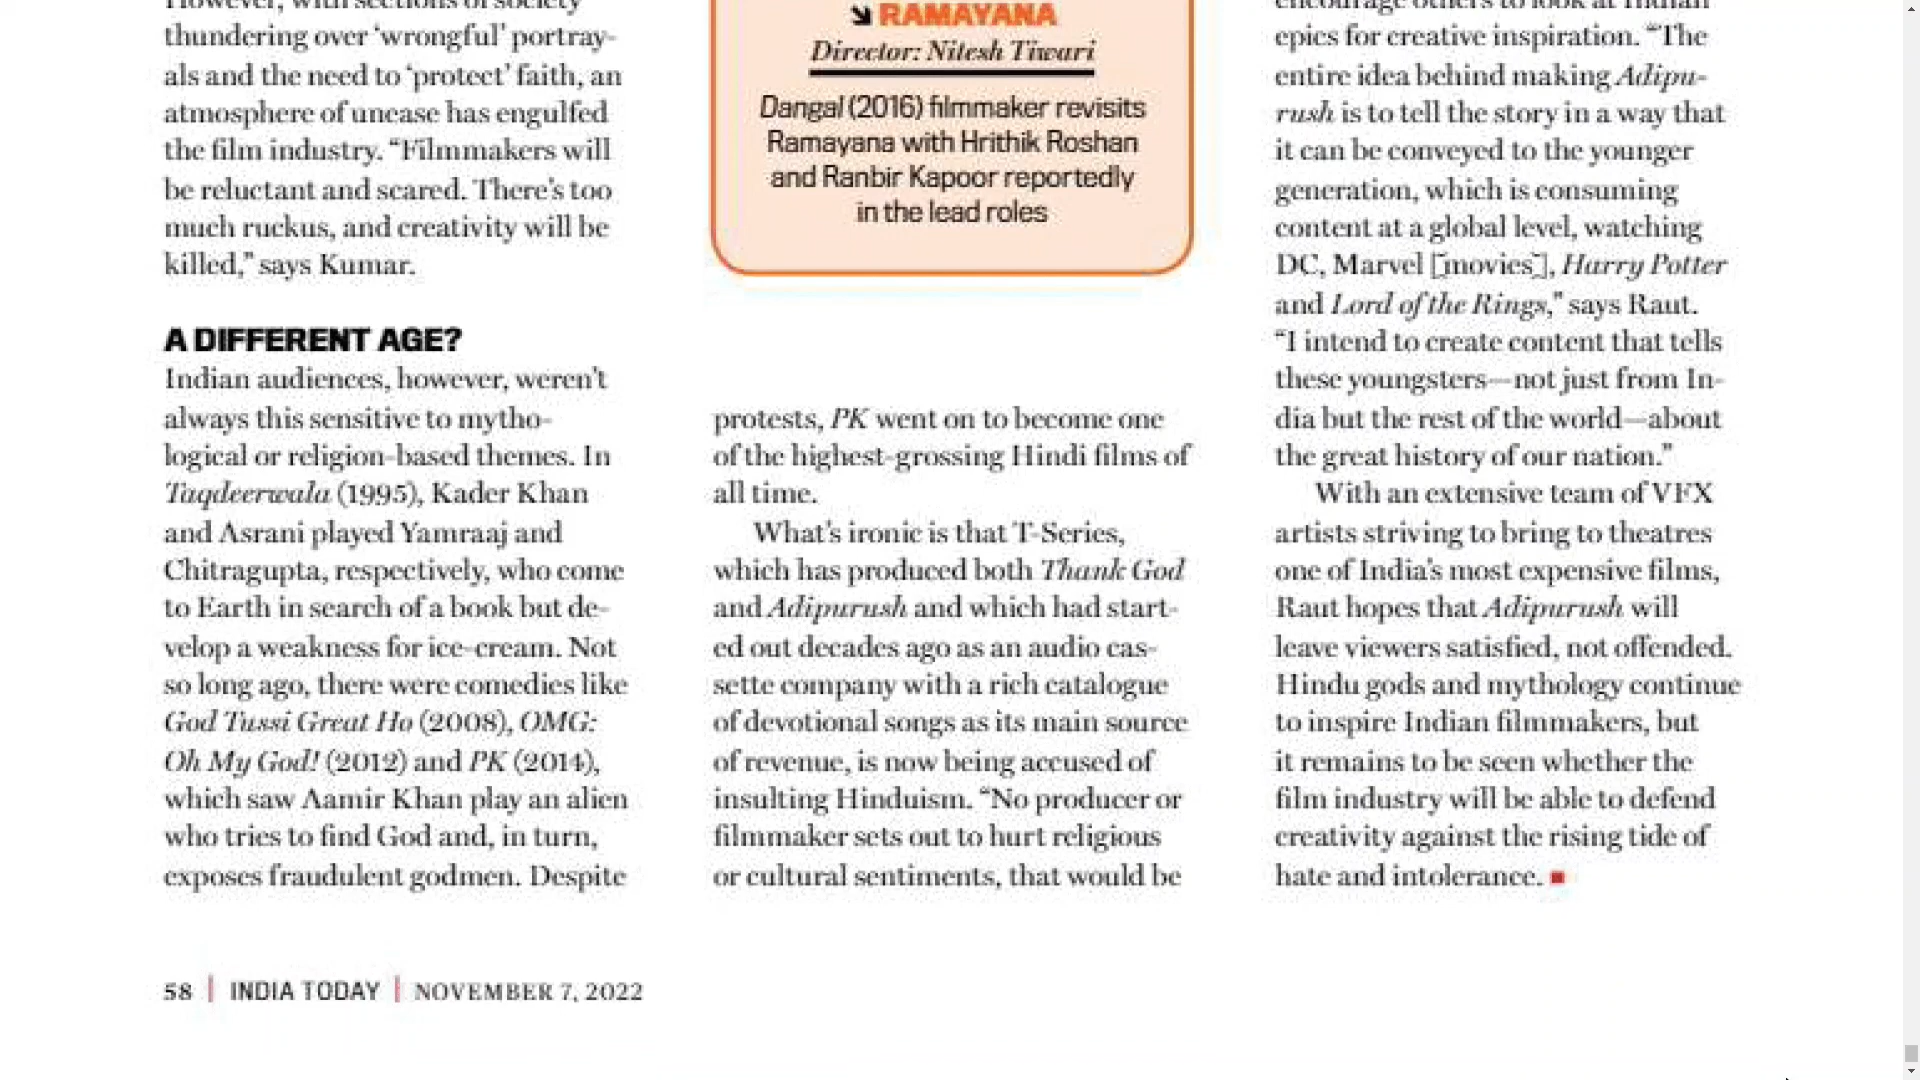 However, with sections of society
thundering over ‘wrongful’ portray-
als and the need to ‘protect’ faith, an
atmosphere of unease has engulfed
the film industry. “Filmmakers will
be reluctant and scared. There’s too
much ruckus, and creativity will be
killed,” says Kumar.
A DIFFERENT AGE?
Indian audiences, however, weren’t
always this sensitive to mytho-
logical or religion-based themes. In
Taqdeerwala (1995), Kader Khan
and Asrani played Yamraaj and
Chitragupta, respectively, who come
to Earth in search of a book but de-
velop a weakness for ice-cream. Not
so long ago, there were comedies like
God Tussi Great Ho (2008), OMG:
Oh My God! (2012) and PK (2014),
which saw Aamir Khan play an alien
who tries to find God and, in turn,
exposes fraudulent godmen. Despite
RAMAYANA
Director: Nitesh Tiwari
Dangal (2016) filmmaker revisits
Ramayana with Hrithik Roshan
and Ranbir Kapoor reportedly
in the lead roles
protests, PK went on to become one
of the highest-grossing Hindi films of
all time.
What’s ironic is that T-Series,
which has produced both Thank God
and Adipurush and which had start-
ed out decades ago as an audio cas-
sette company with a rich catalogue
of devotional songs as its main source
of revenue, is now being accused of
insulting Hinduism. “No producer or
filmmaker sets out to hurt religious
or cultural sentiments, that would be
encourage others to look at Indian
epics for creative inspiration. “The
entire idea behind making Adipu-
rush is to tell the story in a way that
it can be conveyed to the younger
generation, which is consuming
content at a global level, watching
DC, Marvel [movies], Harry Potter
and Lord of the Rings,” says Raut.
“I intend to create content that tells
these youngsters—not just from In-
dia but the rest of the world—about
the great history of our nation.”
With an extensive team of VFX
artists striving to bring to theatres
one of India’s most expensive films,
Raut hopes that Adipurush will
leave viewers satisfied, not offended.
Hindu gods and mythology continue
to inspire Indian filmmakers, but
it remains to be seen whether the
film industry will be able to defend
creativity against the rising tide of
hate and intolerance.
58 | INDIA TODAY | NOVEMBER 7, 2022